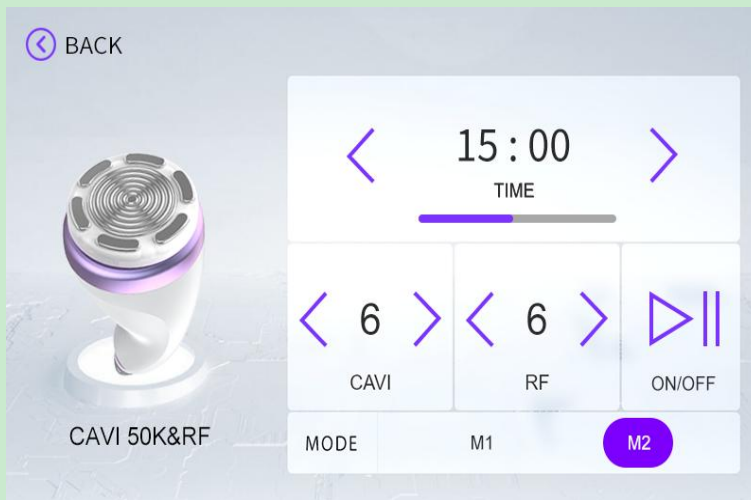 BACK
15:00
TIME
6
6
CAVI
RF
ON/OFF
CAVI 50K&RF
MODE
M1
M2